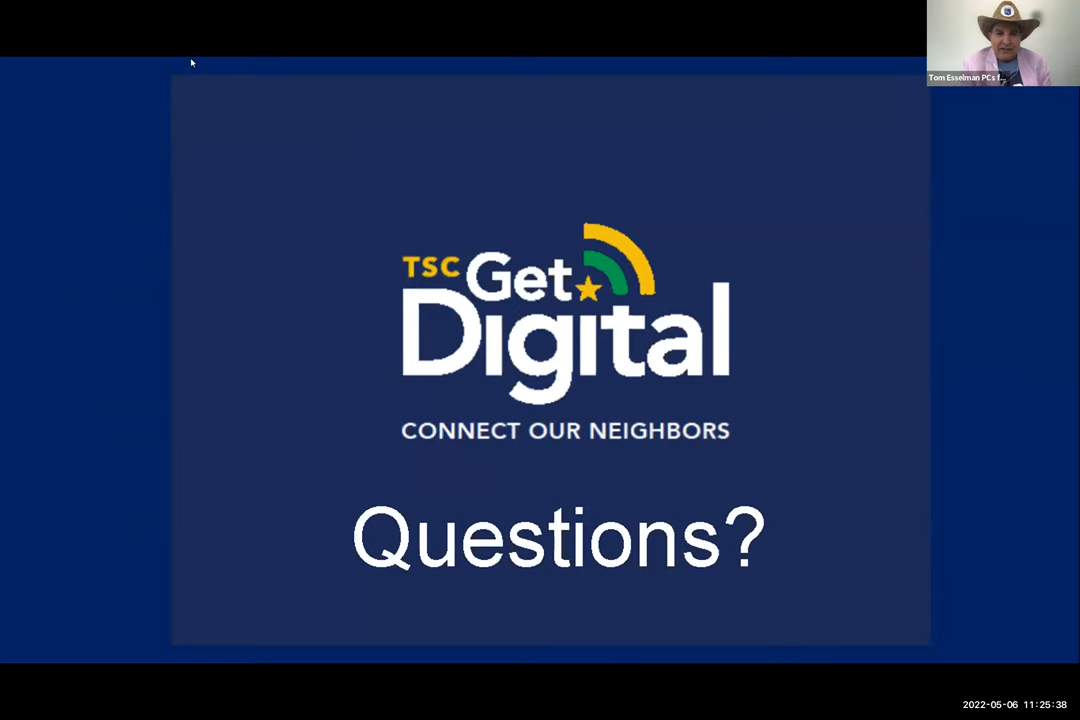 Tom Esselman PCs f...
TSC Get
Digital
CONNECT OUR NEIGHBORS
Questions?
2022-05-06 11:25:38